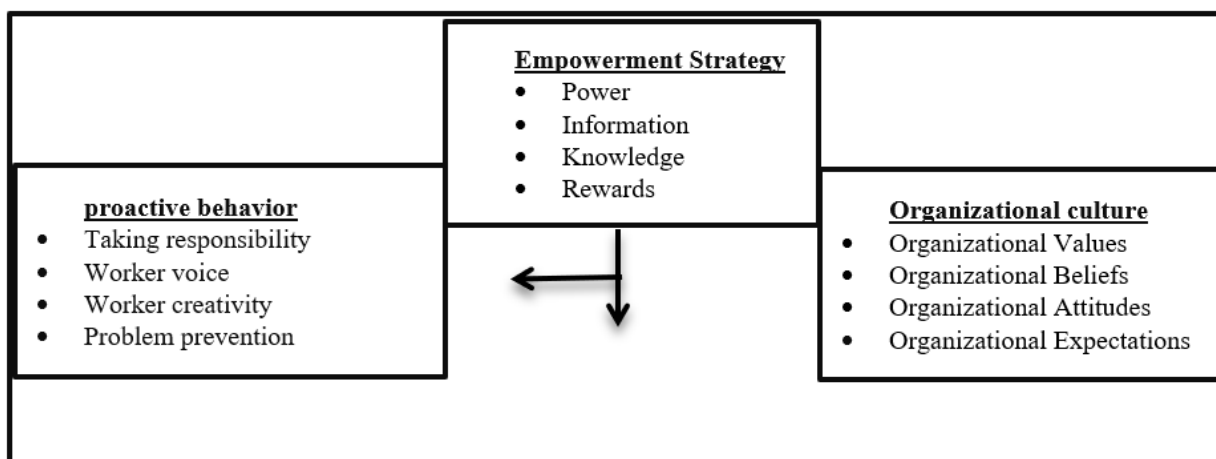 Empowerment Strategy
• Power
• Information
• Knowledge
• Rewards
proactive behavior
• Taking responsibility
• Worker voice
• Worker creativity
• Problem prevention
Organizational culture
• Organizational Values
• Organizational Beliefs
• Organizational Attitudes
• Organizational Expectations